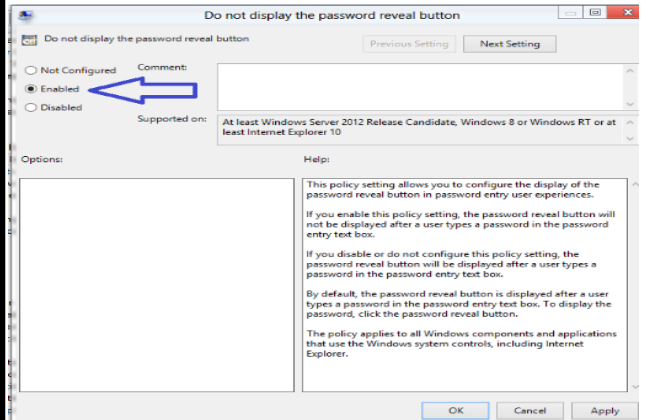 Do not display the password reveal button
Do not display the password reveal button
Previous Setting
Next Setting
Not Configured
Comment:
Enabled
Disabled
Supported on:
At least Windows Server 2012 Release Candidate, Windows 8 or Windows RT or at
least Internet Explorer 10
Options:
Help:
This policy setting allows you to configure the display of the
password reveal button in password entry user experiences.
If you enable this policy setting, the password reveal button will
not be displayed after a user types a password in the password
entry text box.
If you disable or do not configure this policy setting, the
password reveal button will be displayed after a user types a
password in the password entry text box.
By default, the password reveal button is displayed after a user
types a password in the password entry text box. To display the
password, click the password reveal button.
The policy applies to all Windows components and applications
that use the Windows system controls, including Internet
Explorer.
OK
Cancel
Apply